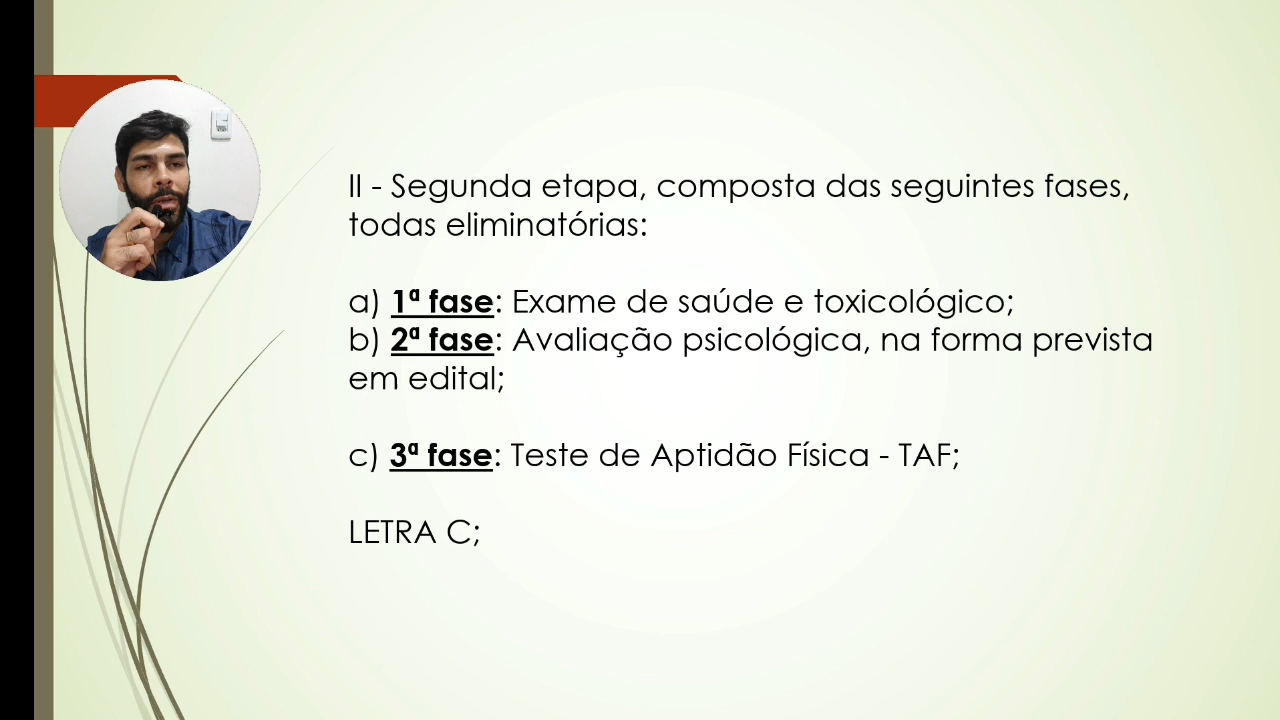 II - Segunda etapa, composta das seguintes fases,
todas eliminatórias:
a) 1ª fase: Exame de saúde e toxicológico;
b) 2ª fase: Avaliação psicológica, na forma prevista
em edital;
c) 3ª fase: Teste de Aptidão Física - TAF;
LETRA C;